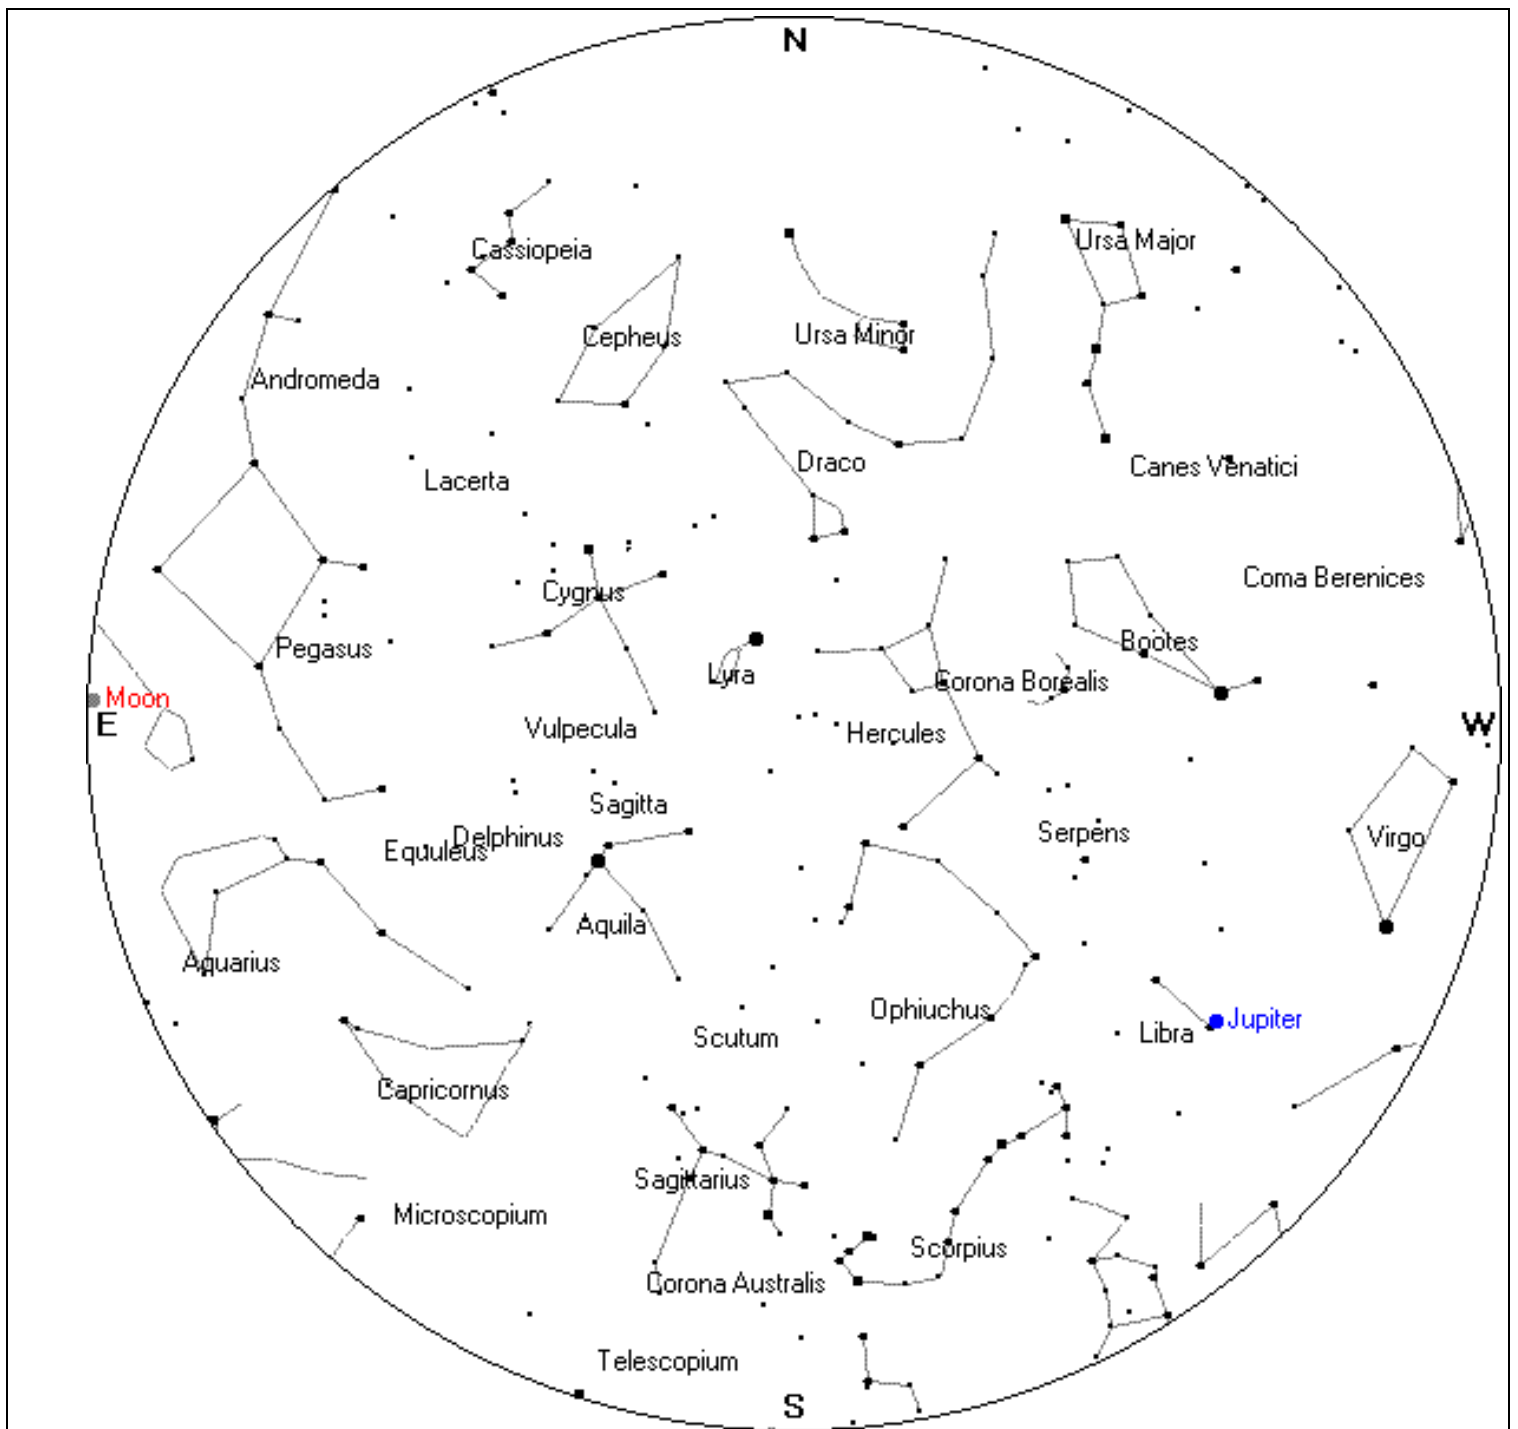 N
Cassiopeia
Ursa Major
Cepheus
Ursa Minor
Andromeda
Draco
Canes Venatici
Lacerta
Coma Berenices
Cygnus
Pegasus
Lyra
Boötes
Corona Borealis
Moon
E
W
Vulpecula
Hercules
Sagitta
Serpens
Virgo
Delphinus
Equuleus
Aquila
Aquarius
Ophiuchus
Jupiter
Libra
Scutum
Capricornus
Sagittarius
Microscopium
Scorpius
Corona Australis
Telescopium
S